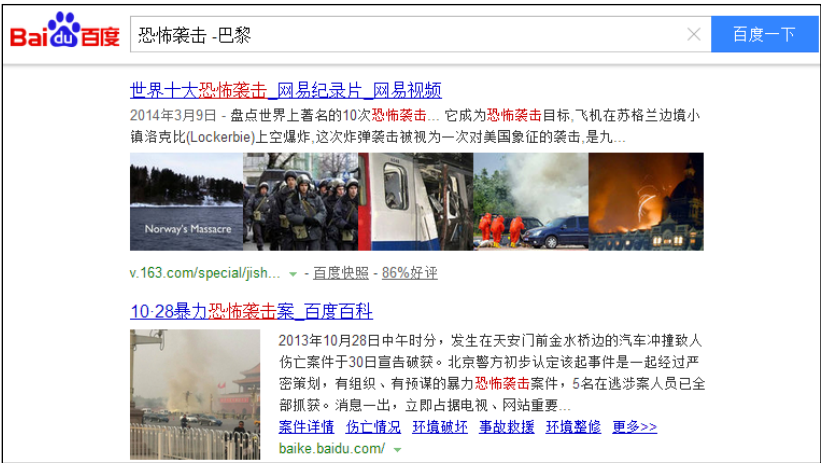 Bai du 百度
恐怖袭击 -巴黎
百度一下
世界十大恐怖袭击_网易纪录片_网易视频
2014年3月9日 - 盘点世界上著名的10次恐怖袭击... 它成为恐怖袭击目标,飞机在苏格兰边境小
镇洛克比(Lockerbie)上空爆炸,这次炸弹袭击被视为一次对美国象征的袭击,是九...
Norway's Massacre
v.163.com/special/jish... - 百度快照 - 86%好评
10·28暴力恐怖袭击案_百度百科
2013年10月28日中午时分，发生在天安门前金水桥边的汽车冲撞致人
伤亡案件于30日宣告破获。北京警方初步认定该起事件是一起经过严
密策划，有组织、有预谋的暴力恐怖袭击案件，5名在逃涉案人员已全
部抓获。消息一出，立即占据电视、网站重要...
案件详情 伤亡情况 环境破坏 事故救援 环境整修 更多>>
baike.baidu.com/